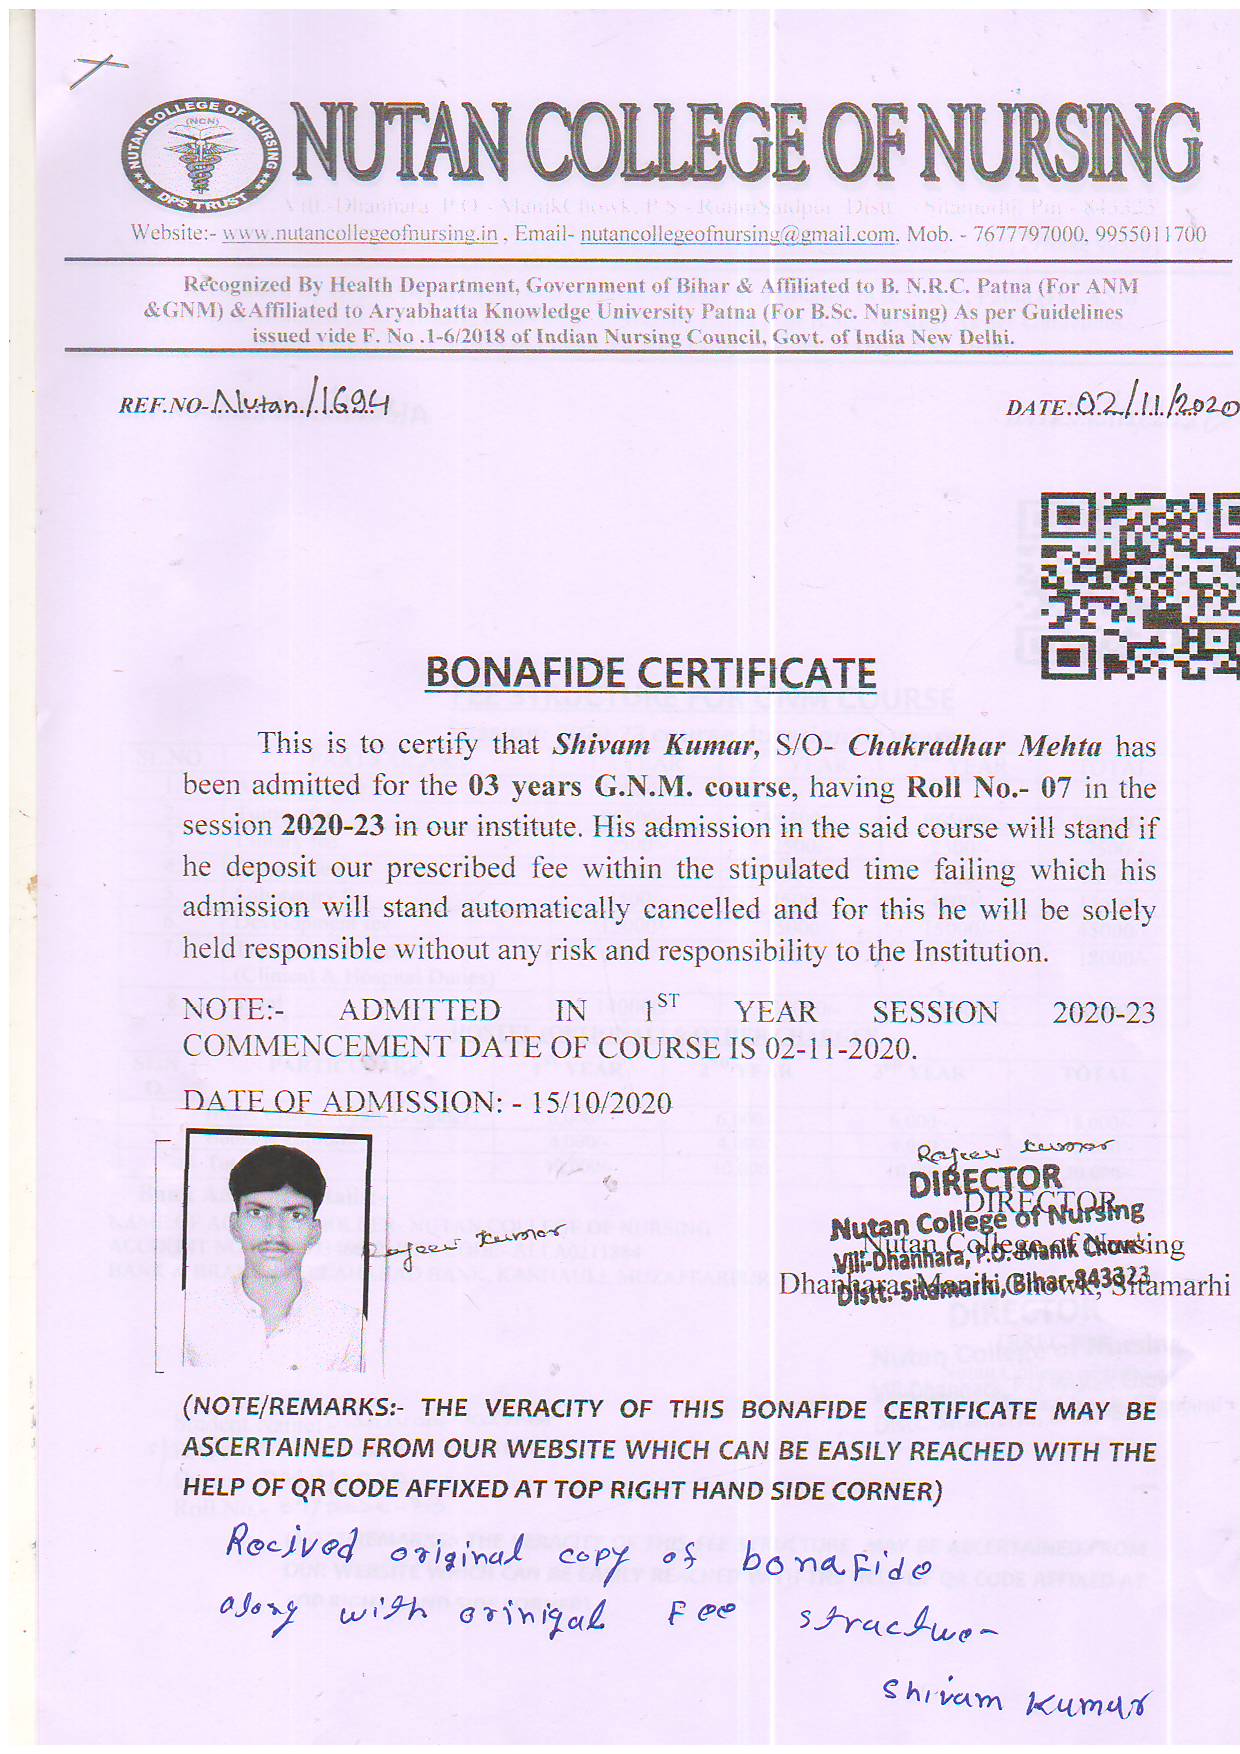 NUTAN COLLEGE OF NURSING
(NCN)
NUTAN COLLEGE OF NURSING
DPS TRUST
Vill.-Dhanhara, P.O. - ManikChowk, P.S - RunniSaidpur Distt. - Sitamarhi, Pin - 843323
Website:- www.nutancollegeofnursing.in , Email- nutancollegeofnursing@gmail.com, Mob. - 7677797000, 9955011700
Recognized By Health Department, Government of Bihar & Affiliated to B. N.R.C. Patna (For ANM
&GNM) &Affiliated to Aryabhatta Knowledge University Patna (For B.Sc. Nursing) As per Guidelines
issued vide F. No .1-6/2018 of Indian Nursing Council, Govt. of India New Delhi.
REF.NO- Nutan/1694
DATE. 02/11/2020
BONAFIDE CERTIFICATE
This is to certify that Shivam Kumar, S/O- Chakradhar Mehta has
been admitted for the 03 years G.N.M. course, having Roll No.- 07 in the
session 2020-23 in our institute. His admission in the said course will stand if
he deposit our prescribed fee within the stipulated time failing which his
admission will stand automatically cancelled and for this he will be solely
held responsible without any risk and responsibility to the Institution.
NOTE:- ADMITTED IN 1ST YEAR SESSION 2020-23
COMMENCEMENT DATE OF COURSE IS 02-11-2020.
DATE OF ADMISSION: - 15/10/2020
Rajeev Kumar
Rajeev Kumar
DIRECTOR
Nutan College of Nursing
Vill-Dhanhara, P.O-Manik Chowk
Distt.-Sitamarhi, Bihar-843323
DIRECTOR
Nutan College of Nursing
Dhanhara, Manik Chowk, Sitamarhi
(NOTE/REMARKS:- THE VERACITY OF THIS BONAFIDE CERTIFICATE MAY BE
ASCERTAINED FROM OUR WEBSITE WHICH CAN BE EASILY REACHED WITH THE
HELP OF QR CODE AFFIXED AT TOP RIGHT HAND SIDE CORNER)
Recived original copy of bonafide
along with orinigal Fee
Shivam Kumar